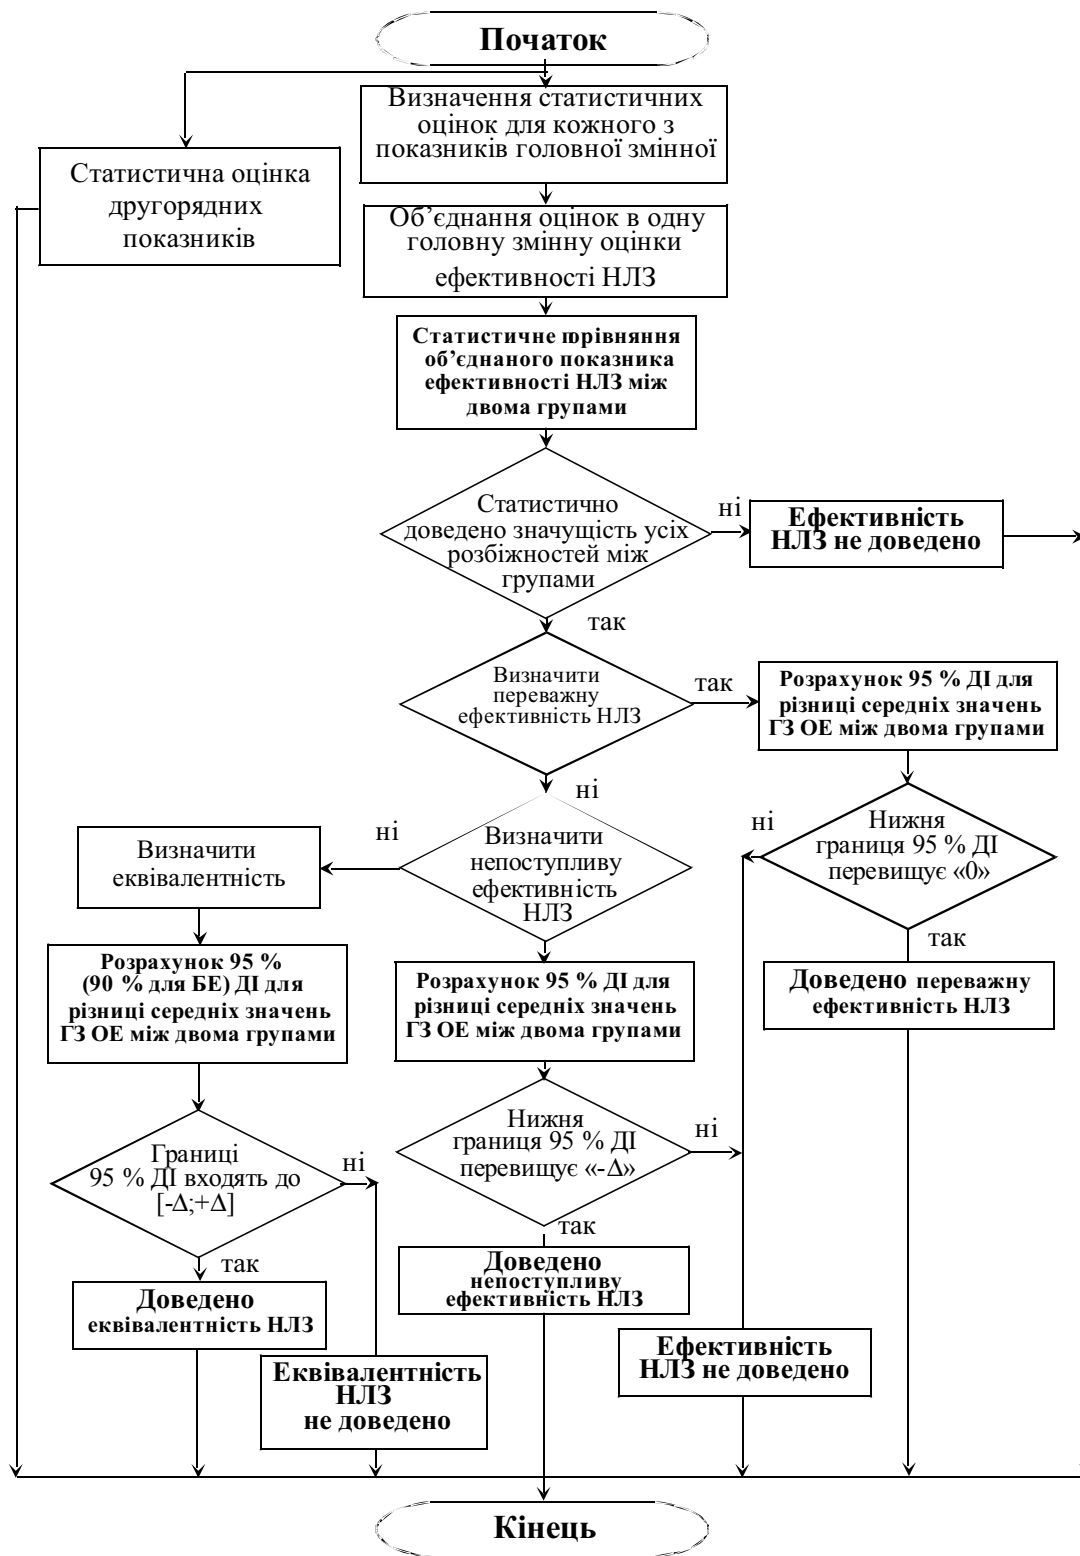 Початок
Визначення статистичних
оцінок для кожного з
показників головної змінної
Статистична оцінка
другорядних
показників
Об’єднання оцінок в одну
головну змінну оцінки
ефективності НЛЗ
Статистичне порівняння
об’єднаного показника
ефективності НЛЗ між
двома групами
Статистично
доведено значущість усіх
розбіжностей між
групами
ні
Ефективність
НЛЗ не доведено
так
Визначити
переважну
ефективність НЛЗ
так
Розрахунок 95 % ДІ для
різниці середніх значень
ГЗ ОЕ між двома групами
ні
Визначити
непоступливу
ефективність
НЛЗ
ні
Визначити
еквівалентність
ні
Нижня
границя 95 % ДІ
перевищує «0»
так
Доведено переважну
ефективність НЛЗ
Розрахунок 95 %
(90 % для БЕ) ДІ для
різниці середніх значень
ГЗ ОЕ між двома групами
Розрахунок 95 % ДІ для
різниці середніх значень
ГЗ ОЕ між двома групами
Границі
95 % ДІ входять до
[-Δ;+Δ]
ні
Нижня
границя 95 % ДІ
перевищує «-Δ»
ні
так
так
Доведено
еквівалентність НЛЗ
Доведено
непоступливу
ефективність НЛЗ
Еквівалентність
НЛЗ
не доведено
Ефективність
НЛЗ не доведено
Кінець